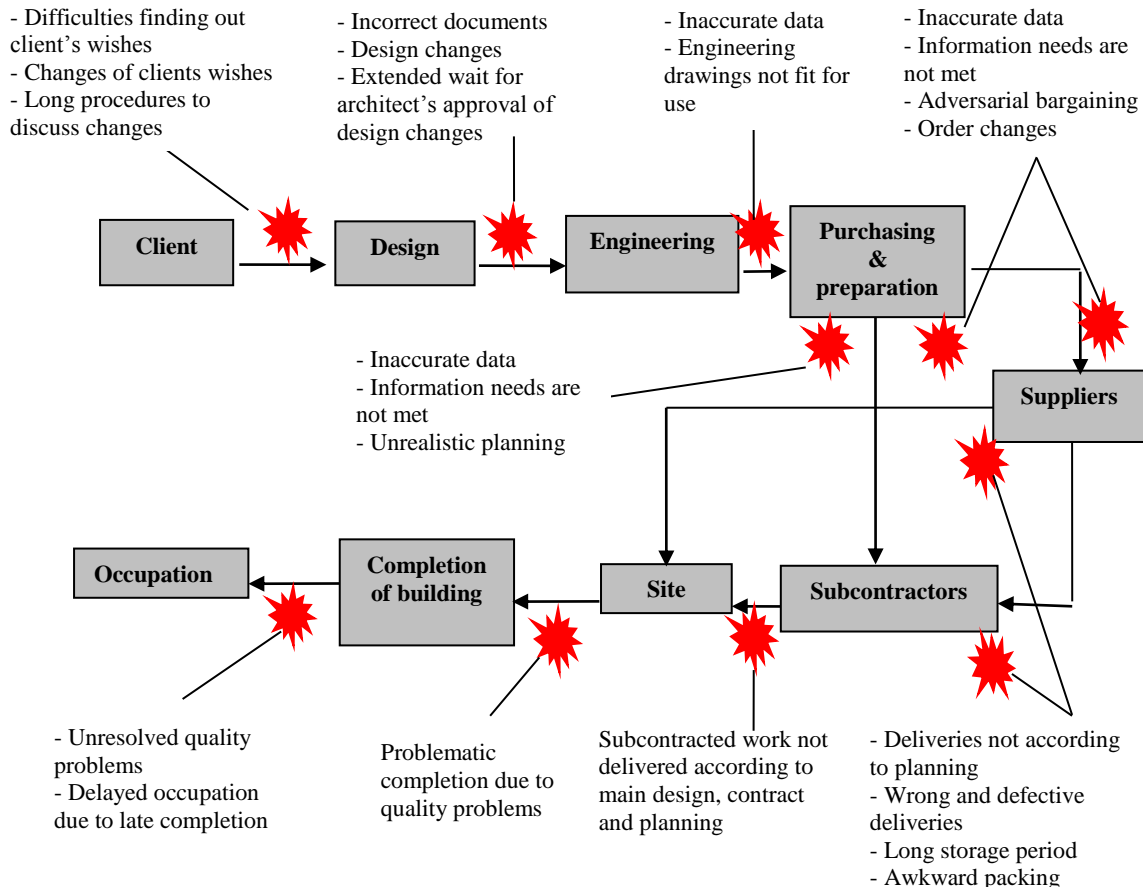 - Difficulties finding out
client's wishes
- Changes of clients wishes
- Long procedures to
discuss changes
- Incorrect documents
- Design changes
- Extended wait for
architect's approval of
design changes
- Inaccurate data
- Engineering
drawings not fit for
use
- Inaccurate data
- Information needs are
not met
- Adversarial bargaining
- Order changes
Client
Design
Engineering
Purchasing
&
preparation
- Inaccurate data
- Information needs are
not met
- Unrealistic planning
Suppliers
Occupation
Completion
of building
Site
Subcontractors
- Unresolved quality
problems
- Delayed occupation
due to late completion
Problematic
completion due to
quality problems
Subcontracted work not
delivered according to
main design, contract
and planning
- Deliveries not according
to planning
- Wrong and defective
deliveries
- Long storage period
- Awkward packing